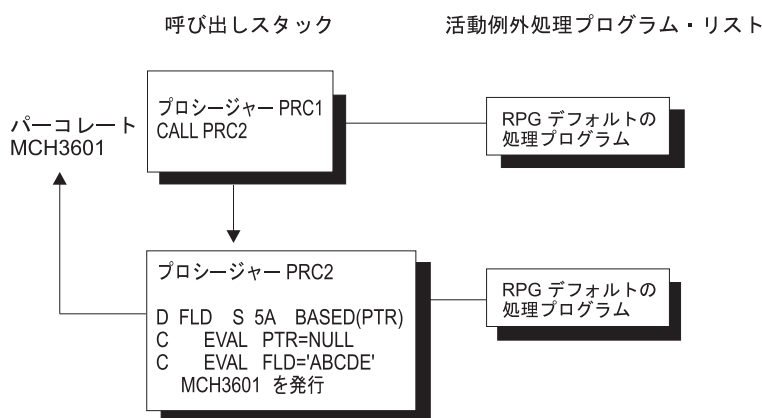 呼び出しスタック
活動例外処理プログラム・リスト
パーコレート
MCH3601
プロシージャー PRC1
CALL PRC2
RPG デフォルトの
処理プログラム
プロシージャー PRC2
D FLD S 5A BASED(PTR)
C EVAL PTR=NULL
C EVAL FLD='ABCDE'
MCH3601 を発行
RPG デフォルトの
処理プログラム